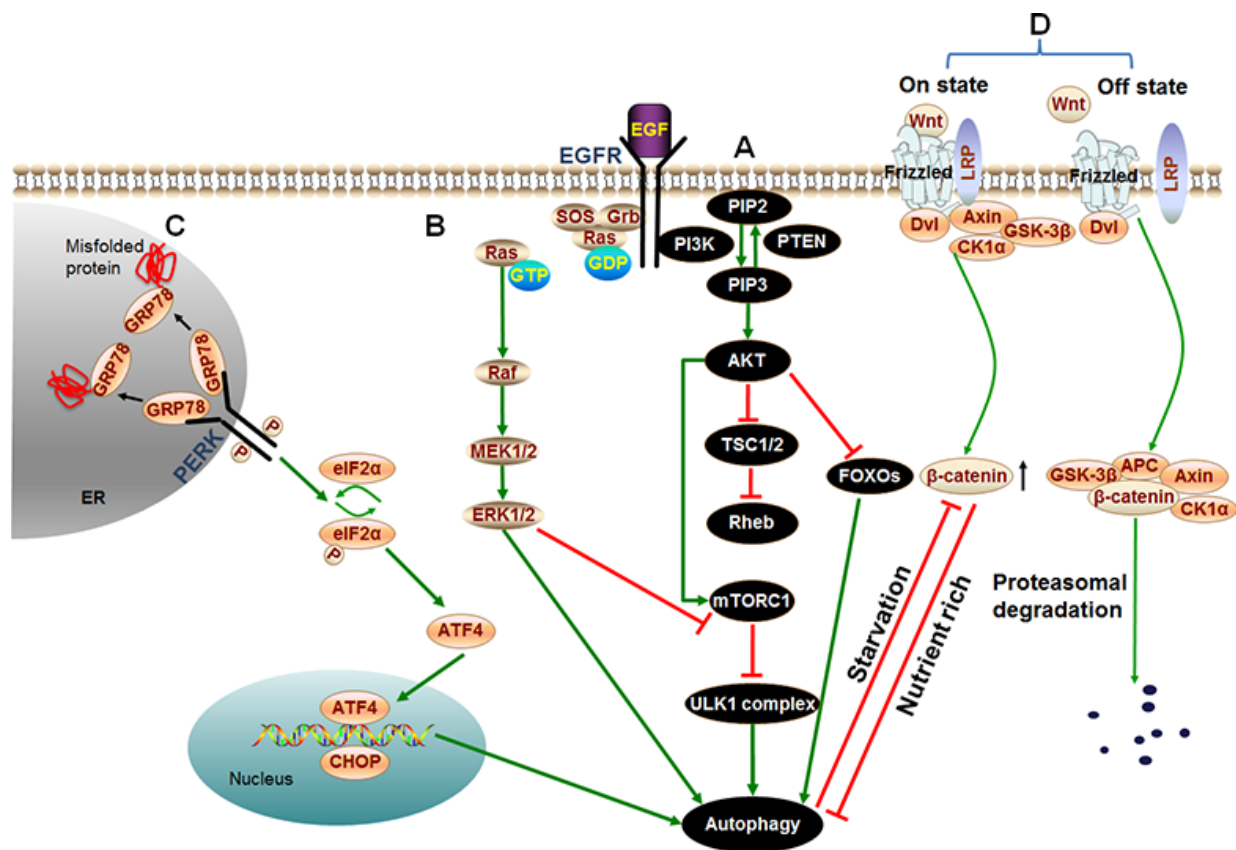 D
On state
Off state
Wnt
Wnt
EGF
EGFR
A
LRP
LRP
Frizzled
Frizzled
C
B
Misfolded
protein
SOS
Grb
Ras
GDP
PI3K
PIP2
PTEN
PIP3
Dvl
Axin
CK1α
GSK-3β
Dvl
Ras
GTP
GRP78
GRP78
GRP78
GRP78
PERK
P
P
ER
Raf
AKT
MEK1/2
TSC1/2
eIF2α
eIF2α
P
ERK1/2
Rheb
FOXOs
β-catenin
GSK-3β
APC
Axin
β-catenin
CK1α
mTORC1
Starvation
Nutrient rich
Proteasomal
degradation
ATF4
ATF4
CHOP
Nucleus
ULK1 complex
Autophagy